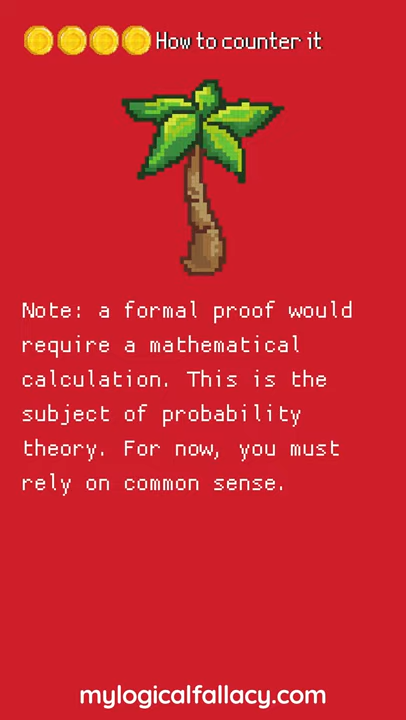 How to counter it
Note: a formal proof would
require a mathematical
calculation. This is the
subject of probability
theory. For now, you must
rely on common sense.
mylogicalfallacy.com